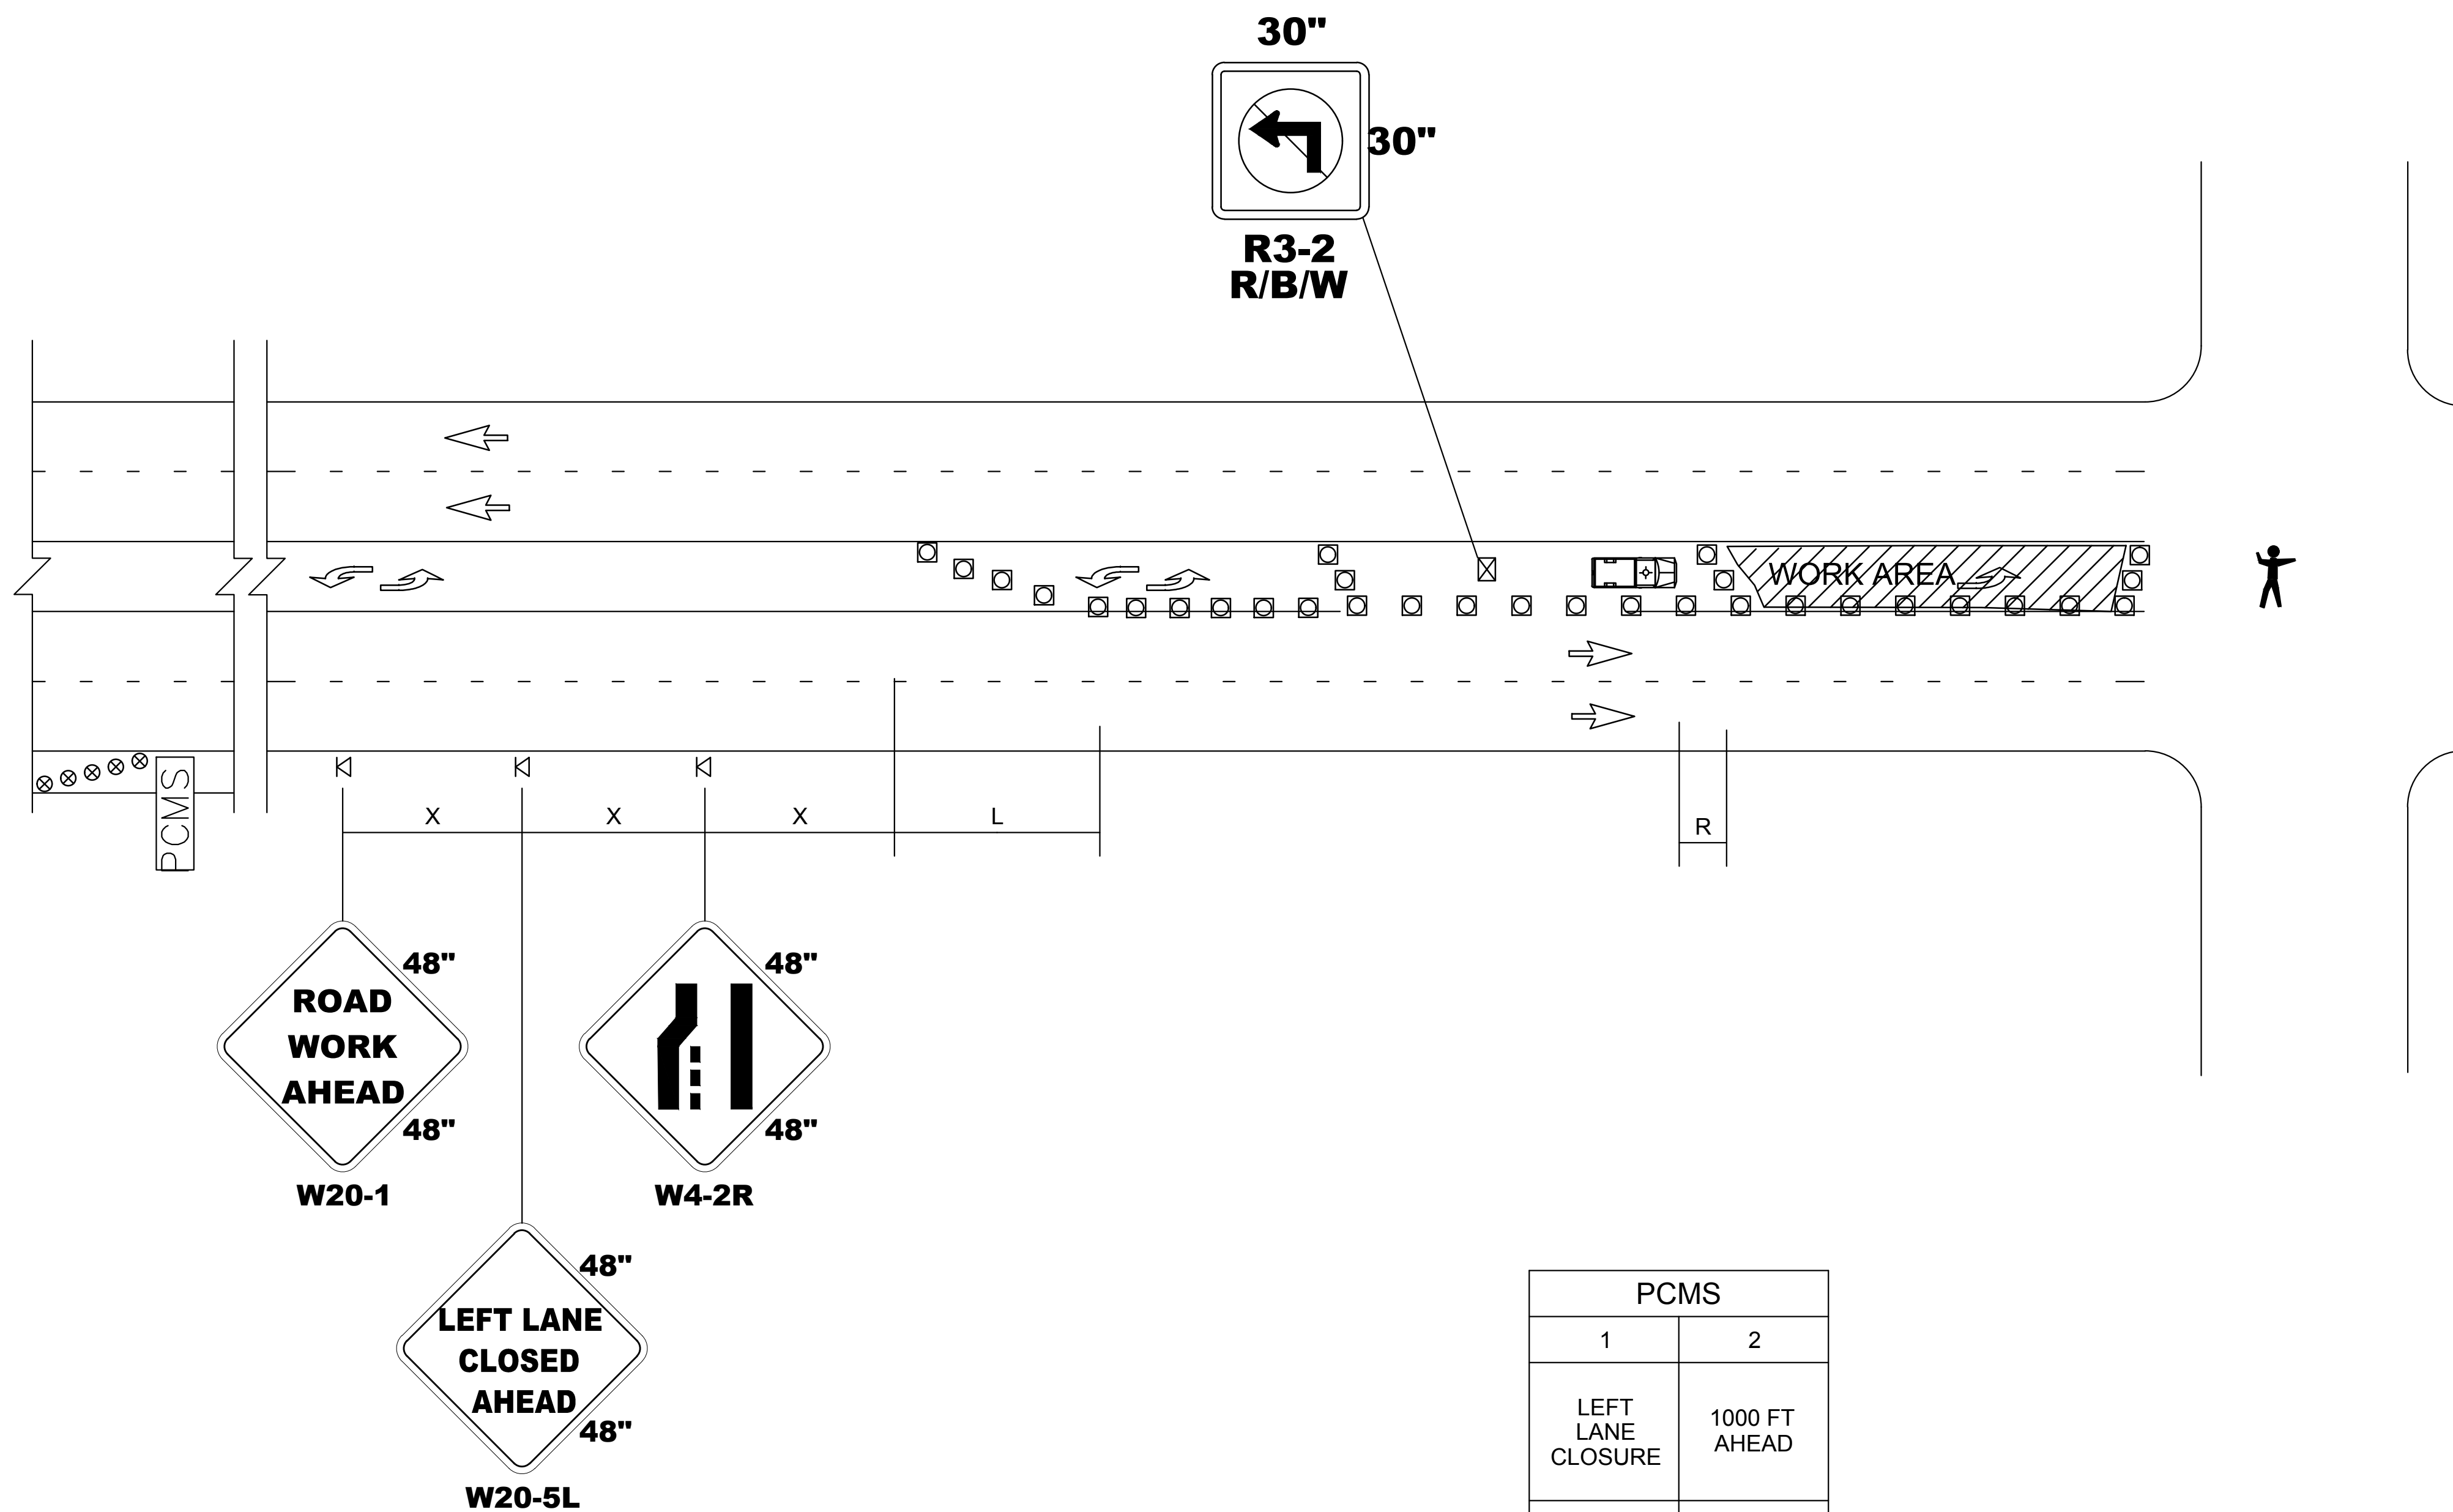 30"
30"
R3-2
R/B/W
WORK AREA
PCMS
X
X
X
L
R
48"
ROAD
WORK
AHEAD
48"
W20-1
48"
48"
W4-2R
48"
LEFT LANE
CLOSED
AHEAD
48"
W20-5L
PCMS
1
2
LEFT
LANE
CLOSURE
1000 FT
AHEAD